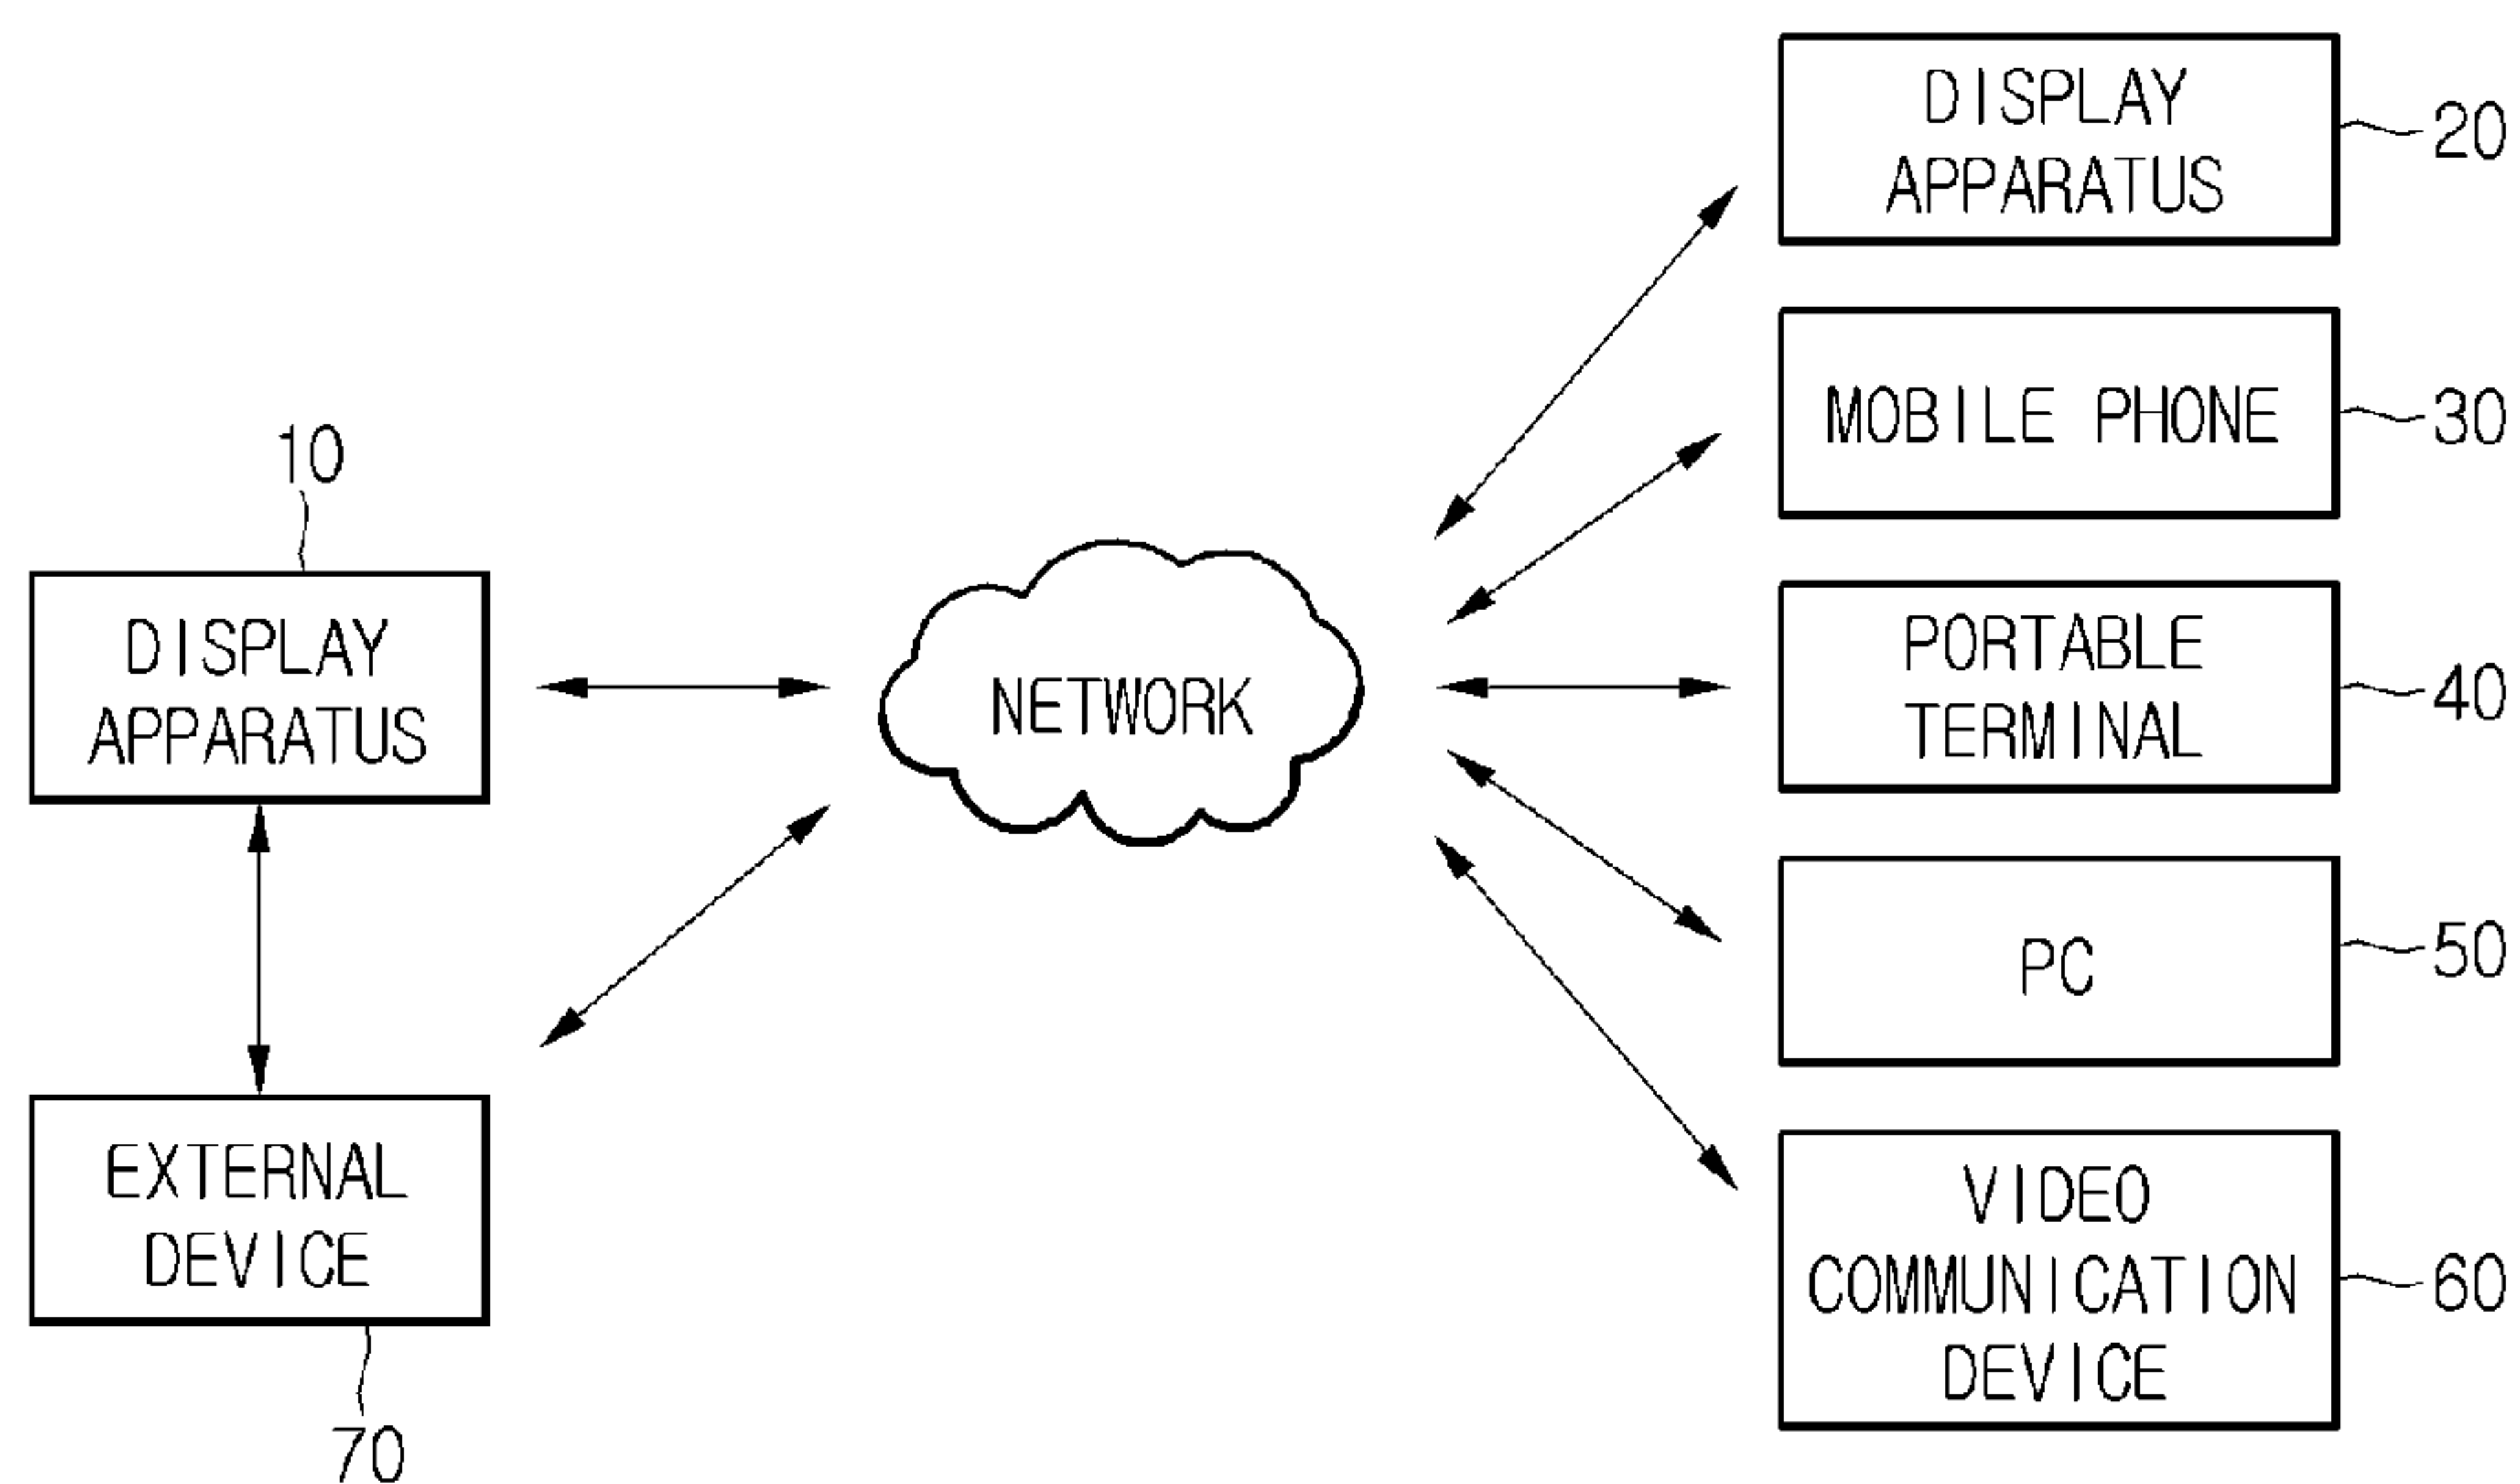 10
DISPLAY
APPARATUS
EXTERNAL
DEVICE
70
NETWORK
DISPLAY
APPARATUS
20
MOBILE PHONE
30
PORTABLE
TERMINAL
40
PC
50
VIDEO
COMMUNICATION
DEVICE
60